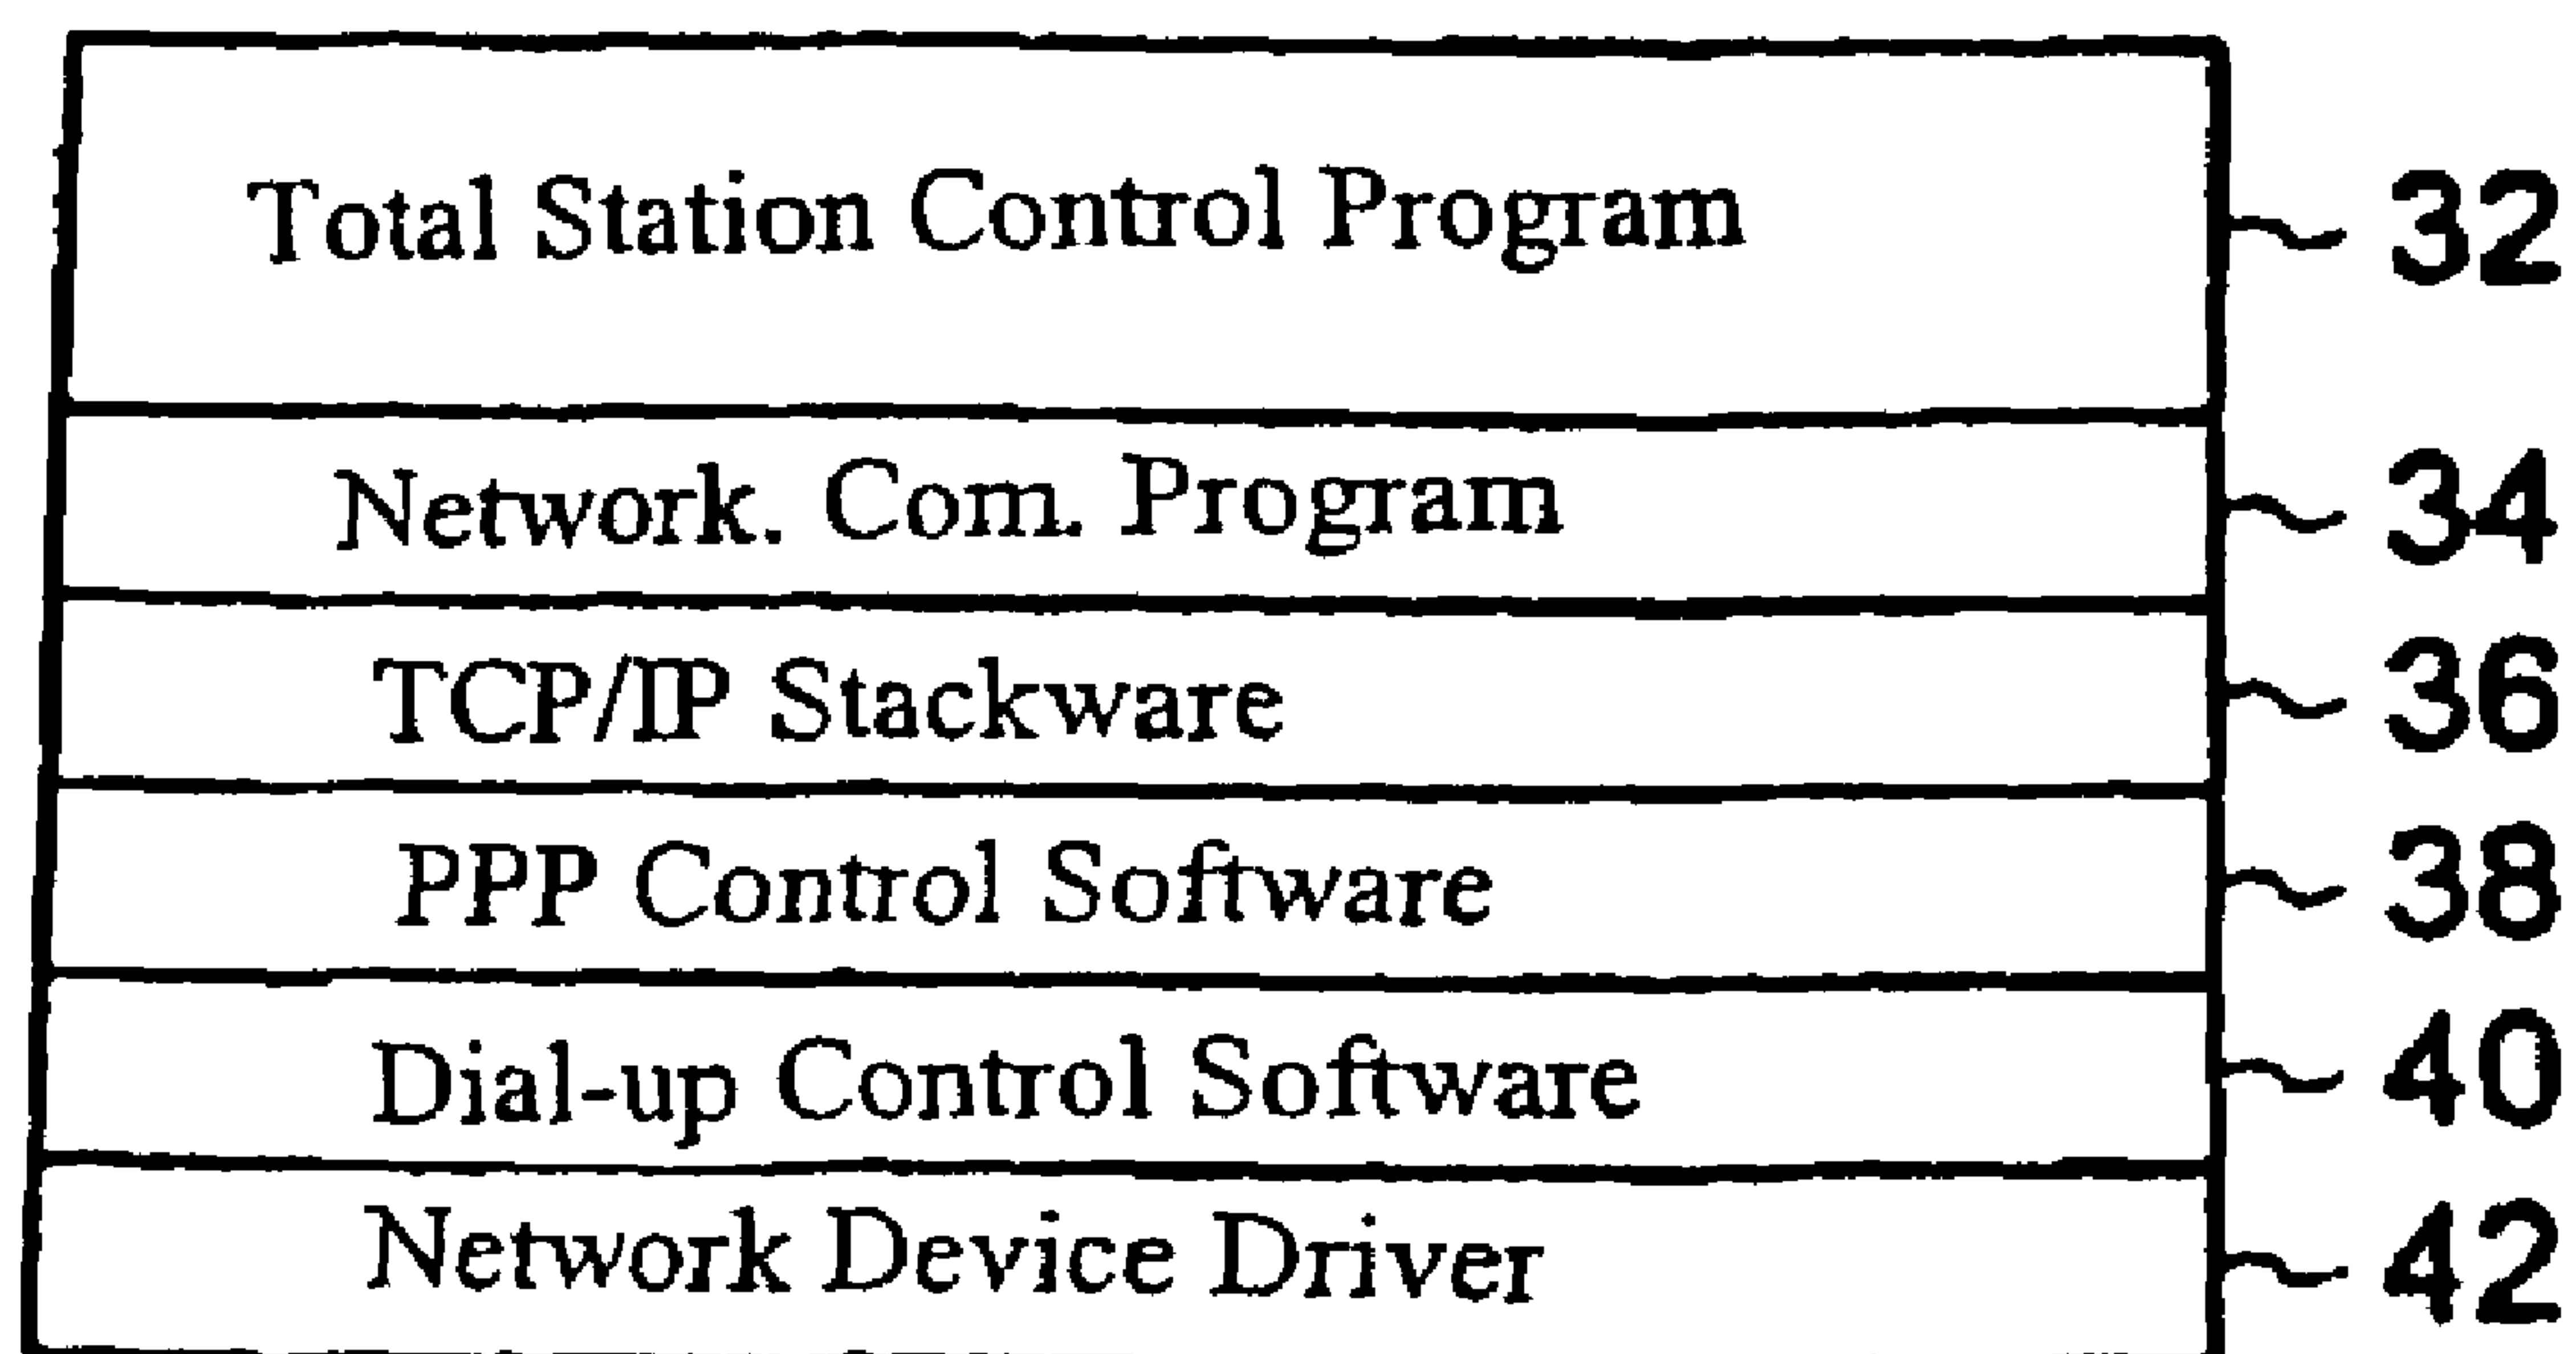 Total Station Control Program 32
Network. Com. Program 34
TCP/IP Stackware 36
PPP Control Software 38
Dial-up Control Software 40
Network Device Driver 42